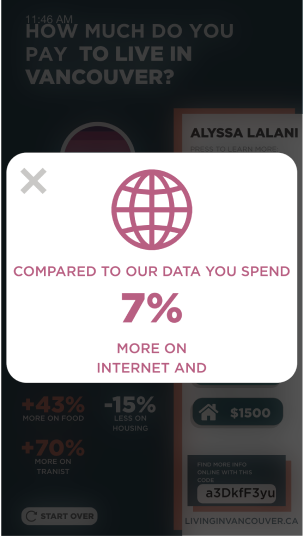 11:46 AM
HOW MUCH DO YOU
PAY TO LIVE IN
VANCOUVER?
ALYSSA LALANI
PRESS TO LEARN MORE
COMPARED TO OUR DATA YOU SPEND
7%
MORE ON
INTERNET AND
+43%
MORE ON FOOD
-15%
LESS ON
HOUSING
+70%
MORE ON
TRANIST
$1500
FIND MORE INFO
ONLINE WITH THIS
CODE
a3DkfF3yu
START OVER
LIVINGINVANCOUVER.CA